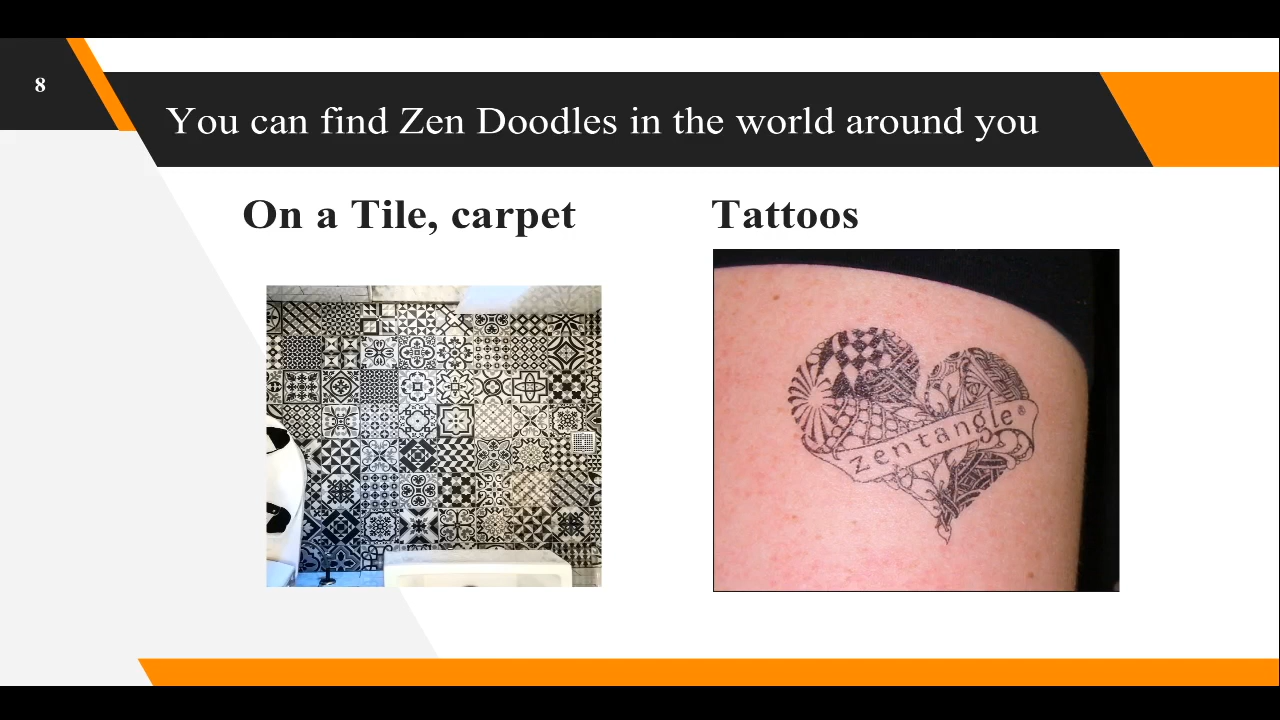 8
You can find Zen Doodles in the world around you
On a Tile, carpet
Tattoos
zentangle®